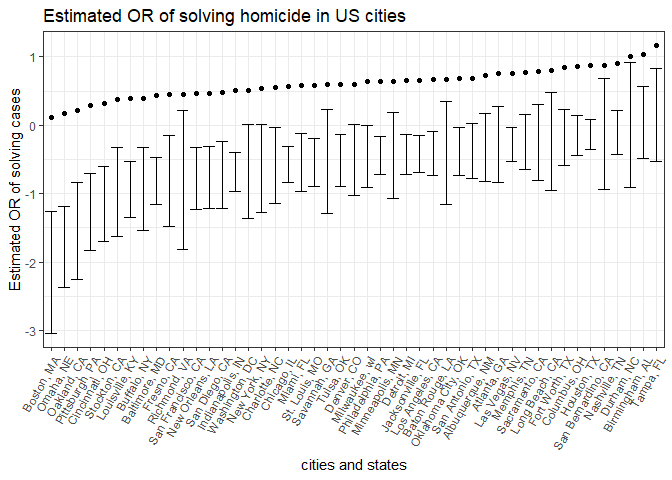 Estimated OR of solving homicide in US cities
Estimated OR of solving cases
1
0
-1
-2
-3
Boston, MA
Omaha, NE
Oakland, CA
Pittsburgh, PA
Cincinnati, OH
Stockton, CA
Louisville, KY
Buffalo, NY
Baltimore, MD
Fresno, CA
Richmond, VA
San Francisco, CA
New Orleans, LA
San Diego, CA
Indianapolis, IN
Washington, DC
New York, NY
Charlotte, NC
Chicago, IL
Miami, FL
St. Louis, MO
Savannah, GA
Tulsa, OK
Denver, CO
Milwaukee, wI
Philadelphia, PA
Minneapolis, MN
Detroit, MI
Jacksonville, FL
Los Angeles, CA
Baton Rouge, LA
Oklahoma City, OK
San Antonio, TX
Albuquerque, NM
Atlanta, GA
Las Vegas, NV
Memphis, TN
Sacramento, CA
Long Beach, CA
Fort Worth, TX
Columbus, OH
Houston, TX
San Bernardino, CA
Nashville, TN
Durham, NC
Birmingham, AL
Tampa, FL
cities and states